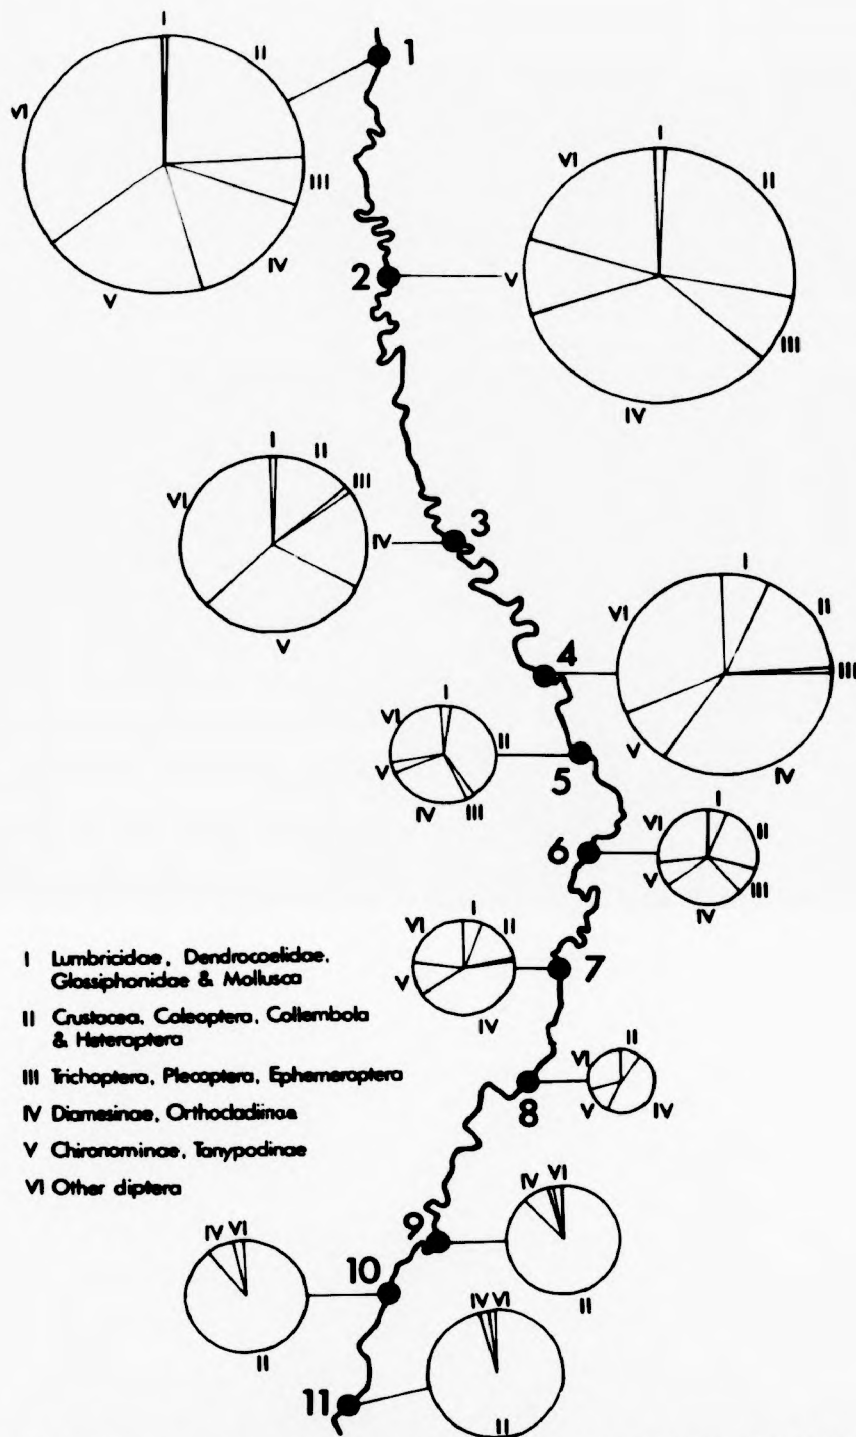 I
II
VI
III
IV
V
1
I
VI
II
V
III
IV
2
I
II
III
VI
IV
V
3
I
VI
II
III
V
IV
4
I
VI
II
V
IV
III
5
I
VI
II
V
III
IV
6
I
VI
II
V
IV
7
II
VI
V
IV
8
I Lumbricidae, Dendrocoelidae,
Glossiphonidae & Mollusca
II Crustacea, Coleoptera, Collembola
& Heteroptera
III Trichoptera, Plecoptera, Ephemeroptera
IV Diamesinae, Orthocladiinae
V Chironominae, Tanypodinae
VI Other diptera
IV VI
II
9
IV VI
II
10
IV VI
II
11